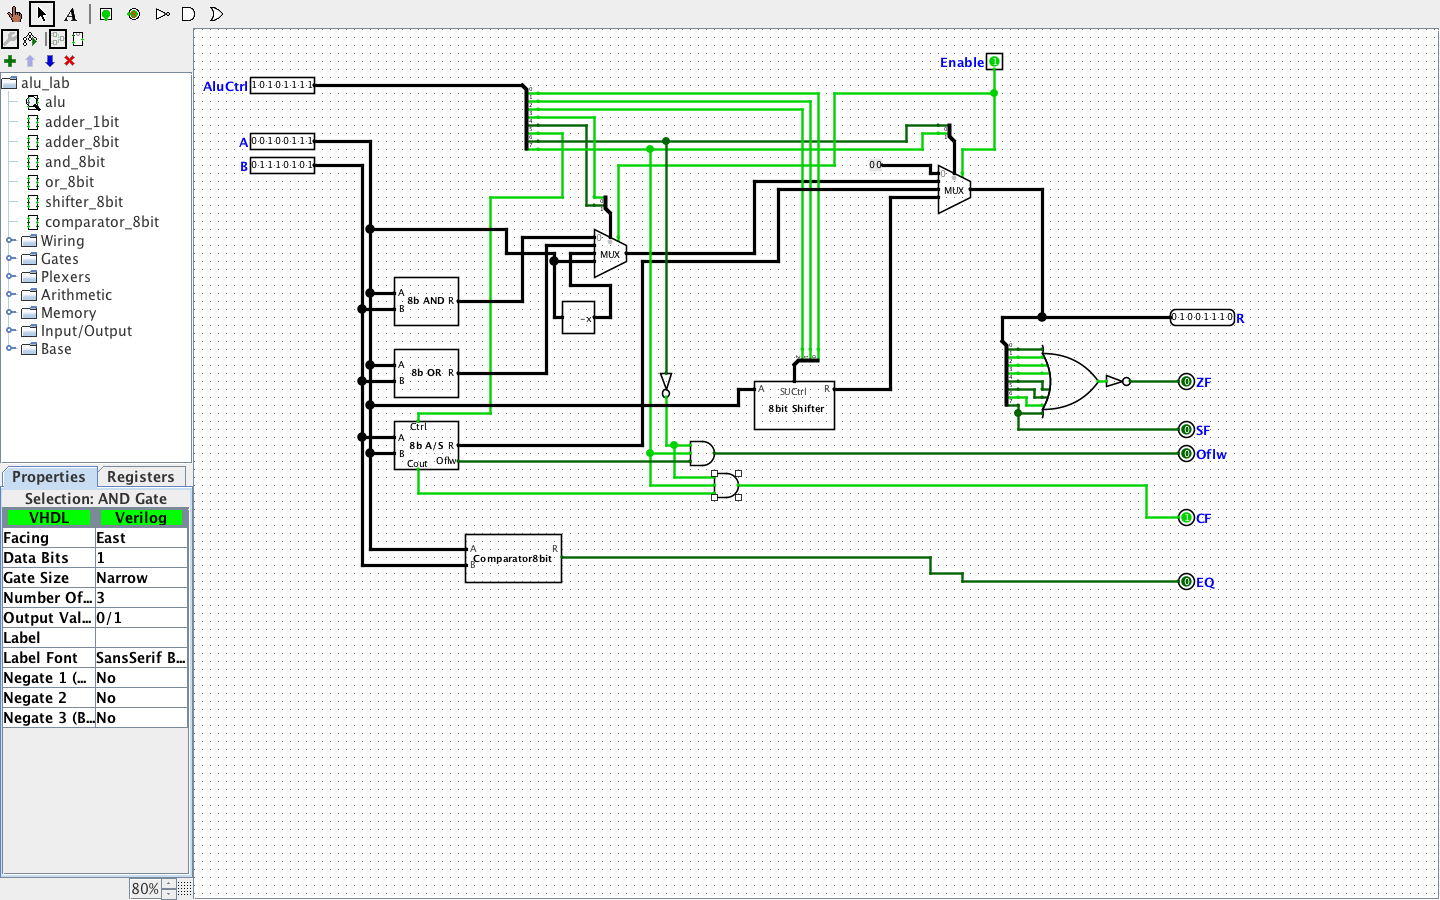 A
alu_lab
alu
adder_1bit
adder_8bit
and_8bit
or_8bit
shifter_8bit
comparator_8bit
Wiring
Gates
Plexers
Arithmetic
Memory
Input/Output
Base
Properties Registers
Selection: AND Gate
VHDL Verilog
Facing East
Data Bits 1
Gate Size Narrow
Number Of... 3
Output Val... 0/1
Label
Label Font SansSerif B...
Negate 1 (... No
Negate 2 No
Negate 3 (B... No
80%
Enable 1
AluCtrl 1 0 1 0 1 1 1 1
A 0 0 1 0 0 1 1 1
B 0 1 1 1 0 1 0 1
0 0
MUX
MUX
A 8b AND R
B
-x
0 1 0 0 1 1 1 0 R
A 8b OR R
B
SUCtrl
A R
8bit Shifter
0 ZF
0 SF
Ctrl
A 8b A/S R
B
Cout Oflw
0 Oflw
1 CF
A R
Comparator8bit
B
0 EQ